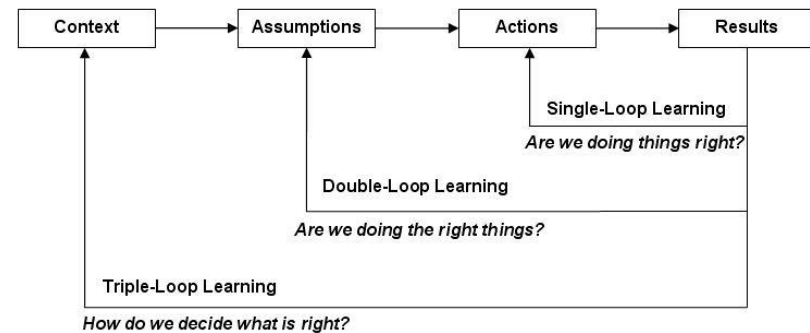 Context
Assumptions
Actions
Results
Single-Loop Learning
Are we doing things right?
Double-Loop Learning
Are we doing the right things?
Triple-Loop Learning
How do we decide what is right?